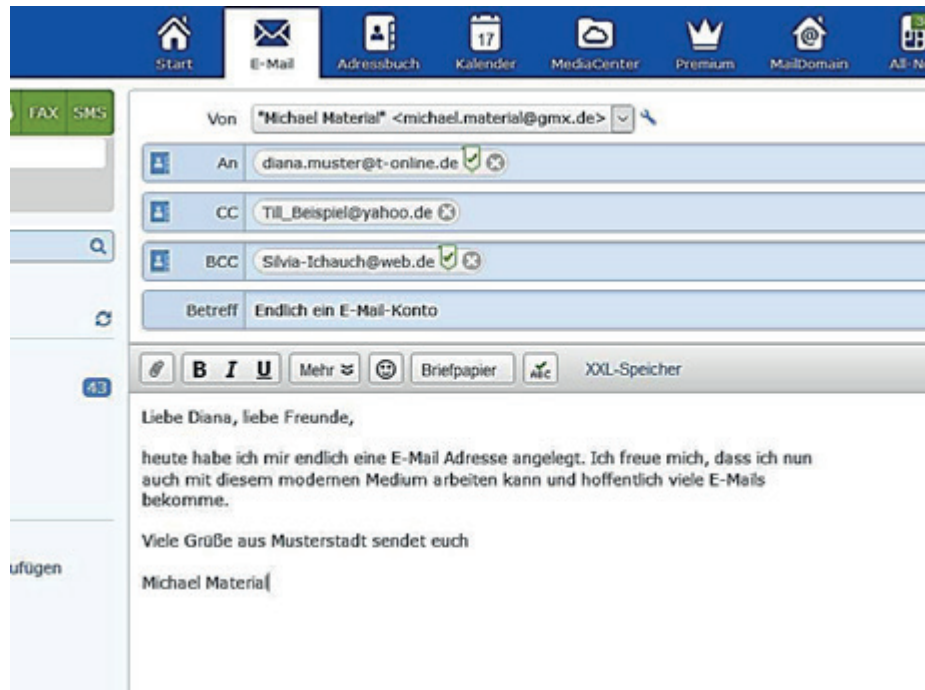 Start E-Mail Adressbuch Kalender MediaCenter Premium MailDomain
17
FAX SMS
Von "Michael Material" <michael.material@gmx.de>
An diana.muster@t-online.de
CC Till_Beispiel@yahoo.de
BCC Silvia-Ichauch@web.de
Betreff Endlich ein E-Mail-Konto
B I U Mehr Briefpapier ABC XXL-Speicher
43
Liebe Diana, liebe Freunde,
heute habe ich mir endlich eine E-Mail Adresse angelegt. Ich freue mich, dass ich nun
auch mit diesem modernen Medium arbeiten kann und hoffentlich viele E-Mails
bekomme.
Viele Grüße aus Musterstadt sendet euch
ufügen
Michael Material